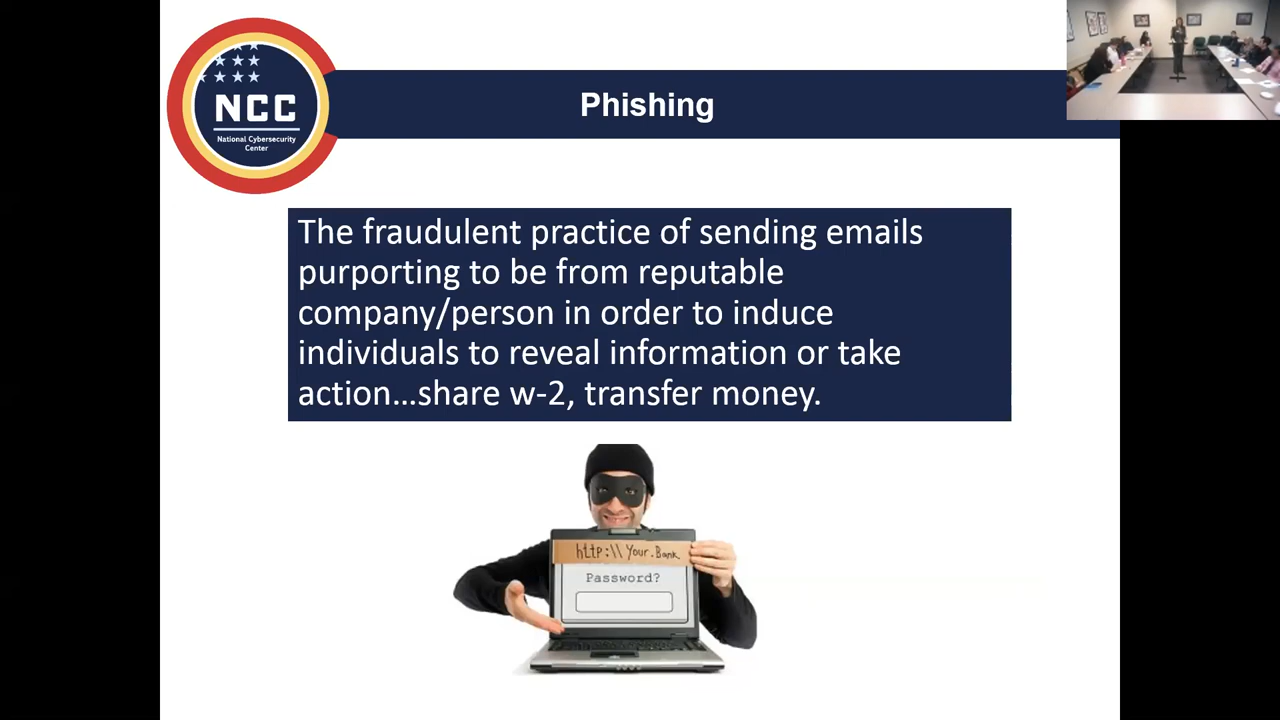 Phishing
NCC
National Cybersecurity
Center
The fraudulent practice of sending emails
purporting to be from reputable
company/person in order to induce
individuals to reveal information or take
action...share w-2, transfer money.
http:\\ Your.Bank
Password?